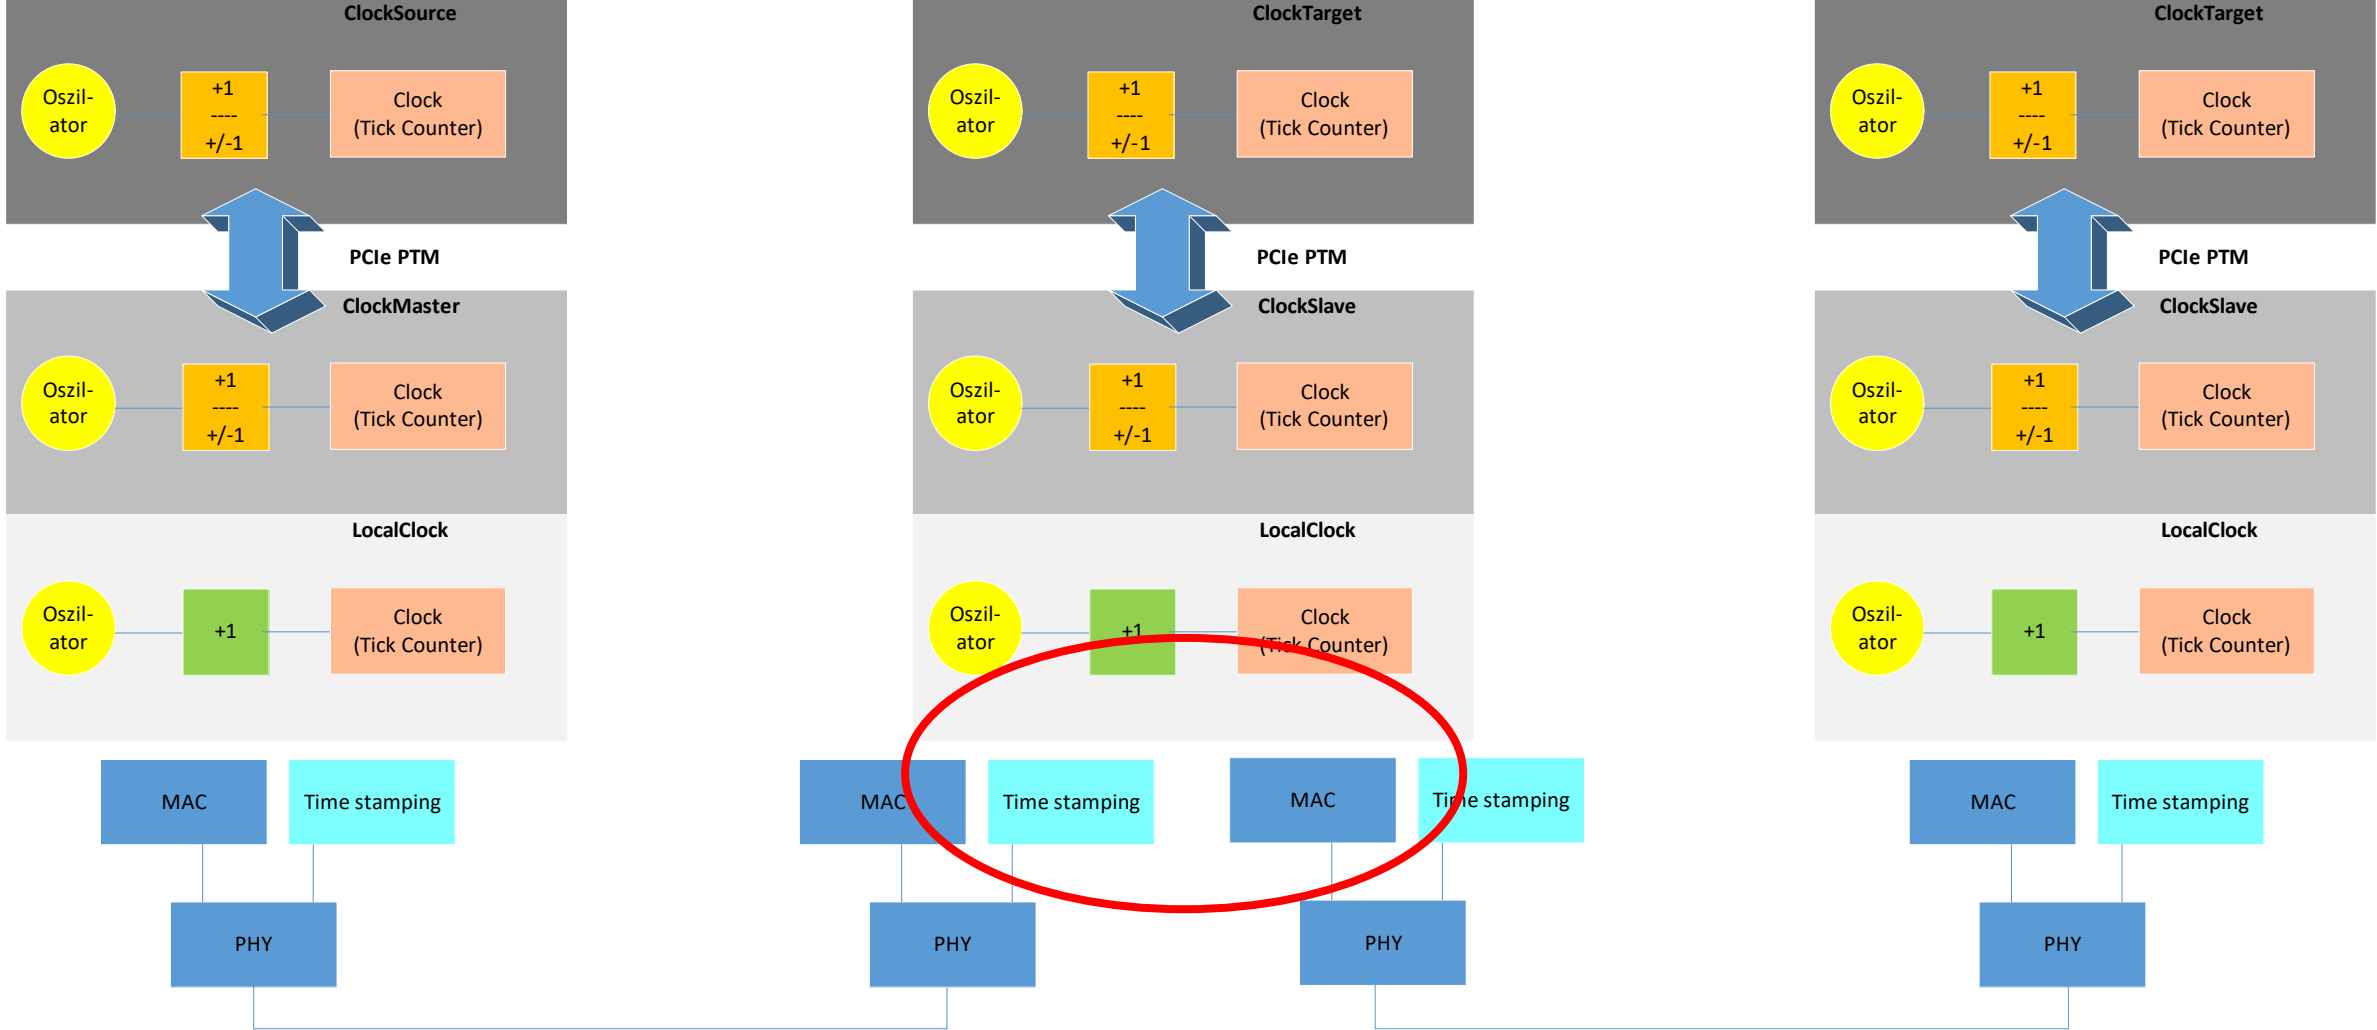 ClockSource
Oszil-
ator
+1
----
+/-1
Clock
(Tick Counter)
PCIe PTM
ClockMaster
Oszil-
ator
+1
----
+/-1
Clock
(Tick Counter)
LocalClock
Oszil-
ator
+1
Clock
(Tick Counter)
MAC
Time stamping
PHY
ClockTarget
Oszil-
ator
+1
----
+/-1
Clock
(Tick Counter)
PCIe PTM
ClockSlave
Oszil-
ator
+1
----
+/-1
Clock
(Tick Counter)
LocalClock
Oszil-
ator
+1
Clock
(Tick Counter)
MAC
Time stamping
MAC
Time stamping
PHY
PHY
ClockTarget
Oszil-
ator
+1
----
+/-1
Clock
(Tick Counter)
PCIe PTM
ClockSlave
Oszil-
ator
+1
----
+/-1
Clock
(Tick Counter)
LocalClock
Oszil-
ator
+1
Clock
(Tick Counter)
MAC
Time stamping
PHY